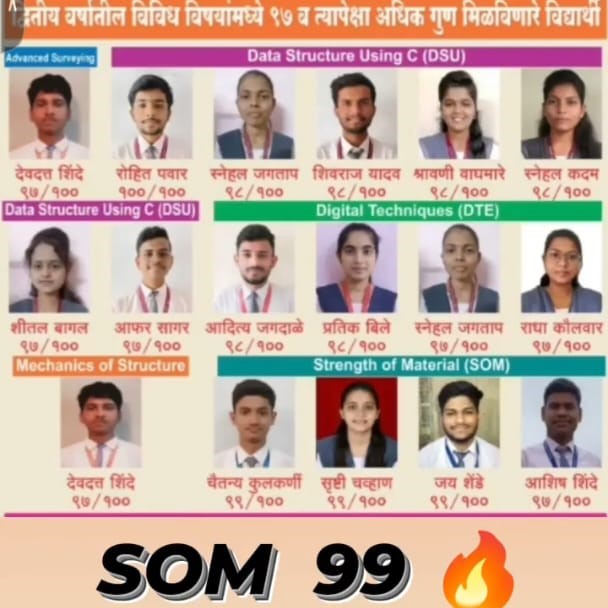 द्वितीय वर्षातील विविध विषयांमध्ये ९७ व त्यापेक्षा अधिक गुण मिळविणारे विद्यार्थी
Advanced Surveying
Data Structure Using C (DSU)
देवदत्त शिंदे रोहित पवार स्नेहल जगताप शिवराज यादव श्रावणी वाघमारे स्नेहल कदम
९७/१०० १००/१०० ९८/१०० ९८/१०० ९८/१०० ९८/१००
Data Structure Using C (DSU)
Digital Techniques (DTE)
शीतल बागल आफर सागर आदित्य जगदाळे प्रतिक बिले स्नेहल जगताप राधा कौलवार
९७/१०० ९७/१०० ९८/१०० ९८/१०० ९७/१०० ९७/१००
Mechanics of Structure
Strength of Material (SOM)
देवदत्त शिंदे चैतन्य कुलकर्णी सृष्टी चव्हाण जय शेंडे आशिष शिंदे
९७/१०० ९९/१०० ९९/१०० ९९/१०० ९७/१००
SOM 99